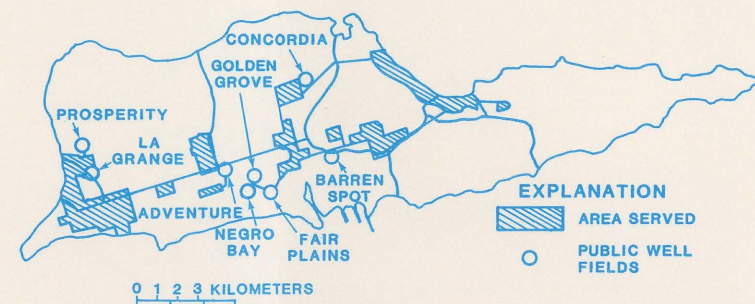 CONCORDIA
GOLDEN
GROVE
PROSPERITY
LA
GRANGE
BARREN
SPOT
ADVENTURE
NEGRO
BAY
FAIR
PLAINS
EXPLANATION
AREA SERVED
PUBLIC WELL
FIELDS
0 1 2 3 KILOMETERS